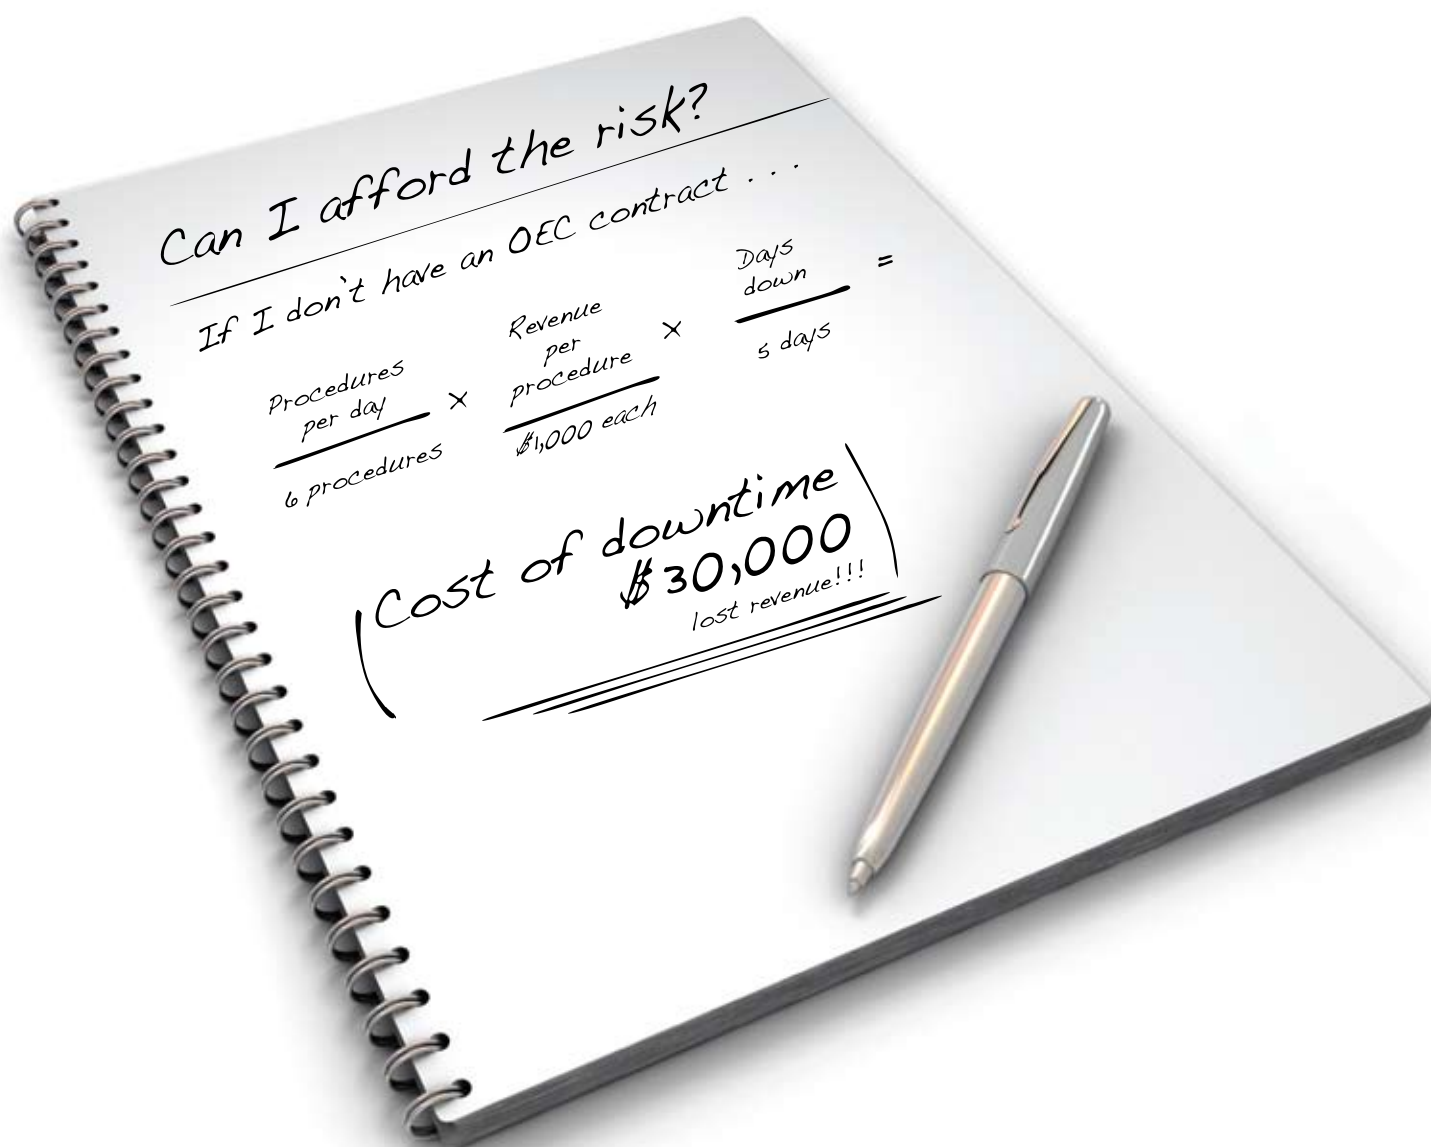 Can I afford the risk?
If I don't have an OEC contract . . .
Procedures
per day
6 procedures
×
Revenue
per
procedure
$1,000 each
×
Days
down
5 days
=
Cost of downtime
$30,000
lost revenue!!!